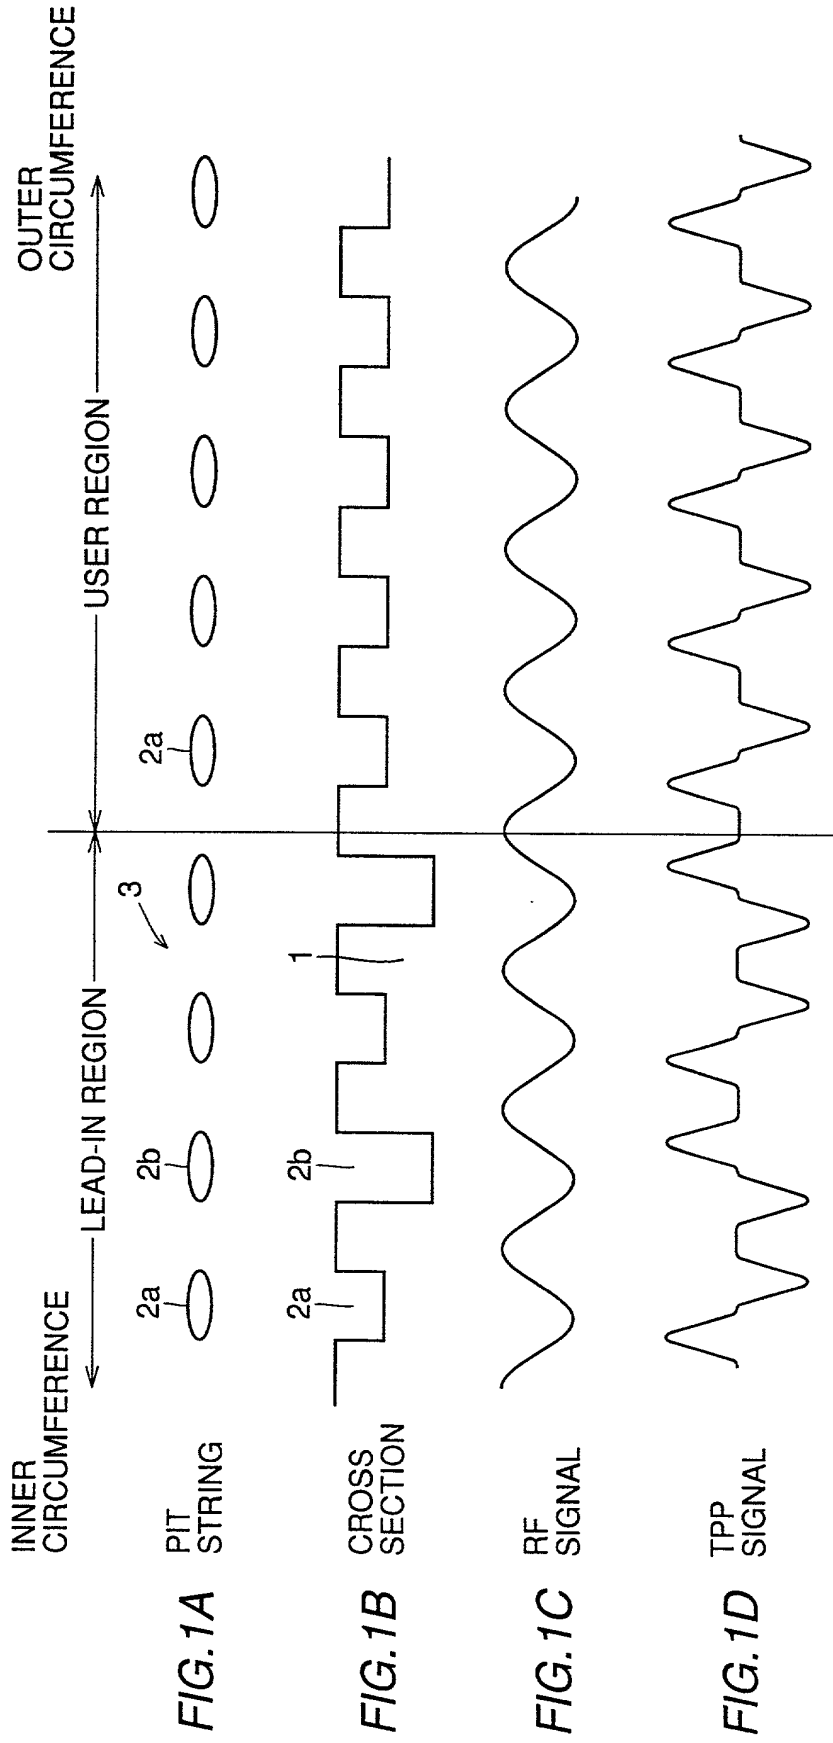 INNER
CIRCUMFERENCE
OUTER
CIRCUMFERENCE
LEAD-IN REGION
USER REGION
FIG.1A
PIT
STRING
2a
2b
3
2a
FIG.1B
CROSS
SECTION
2a
2b
1
FIG.1C
RF
SIGNAL
FIG.1D
TPP
SIGNAL